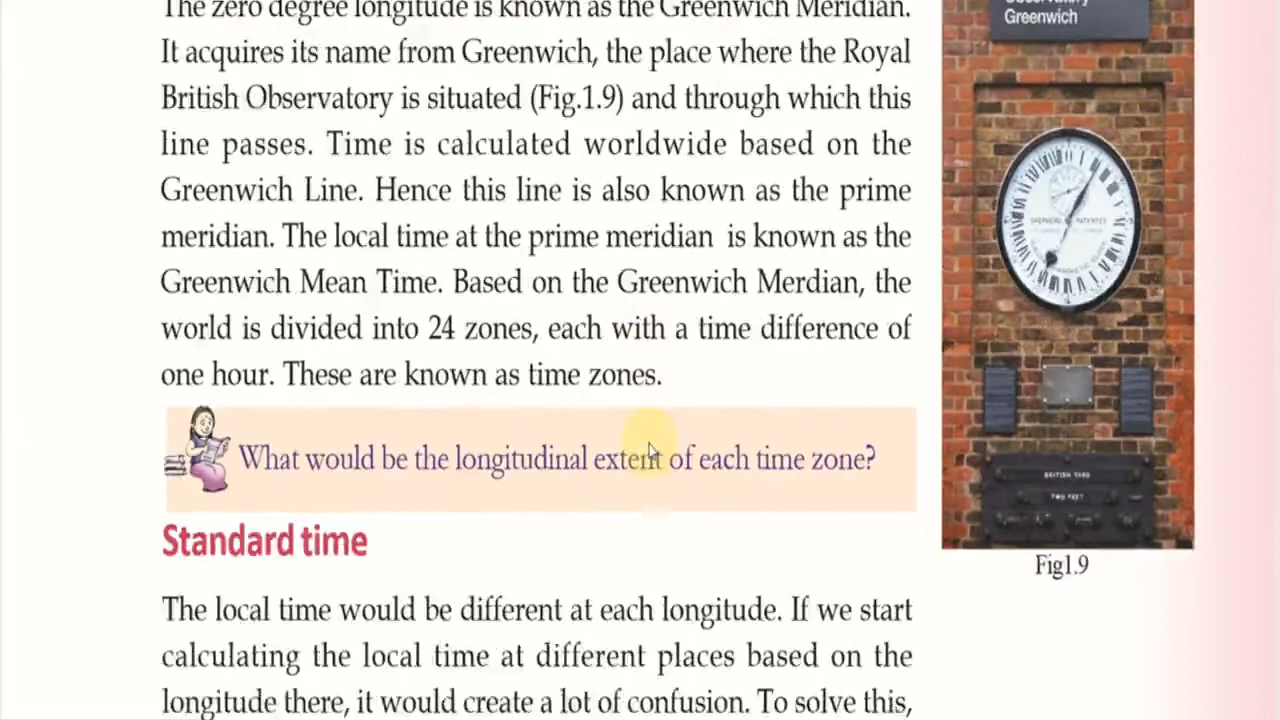 The zero degree longitude is known as the Greenwich Meridian.
It acquires its name from Greenwich, the place where the Royal
British Observatory is situated (Fig.1.9) and through which this
line passes. Time is calculated worldwide based on the
Greenwich Line. Hence this line is also known as the prime
meridian. The local time at the prime meridian is known as the
Greenwich Mean Time. Based on the Greenwich Merdian, the
world is divided into 24 zones, each with a time difference of
one hour. These are known as time zones.
What would be the longitudinal extent of each time zone?
Standard time
The local time would be different at each longitude. If we start
calculating the local time at different places based on the
longitude there, it would create a lot of confusion. To solve this,
Observatory
Greenwich
SHEPHERD PATENTEE
BRITISH YARD
TWO FEET
Fig1.9